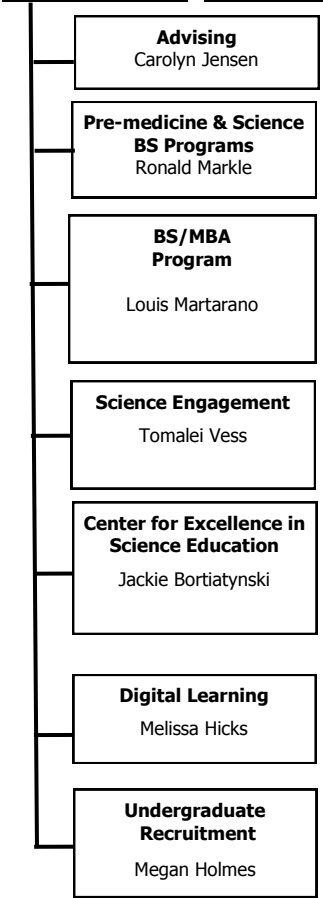 Advising
Carolyn Jensen
Pre-medicine & Science
BS Programs
Ronald Markle
BS/MBA
Program
Louis Martarano
Science Engagement
Tomalei Vess
Center for Excellence in
Science Education
Jackie Bortiatynski
Digital Learning
Melissa Hicks
Undergraduate
Recruitment
Megan Holmes